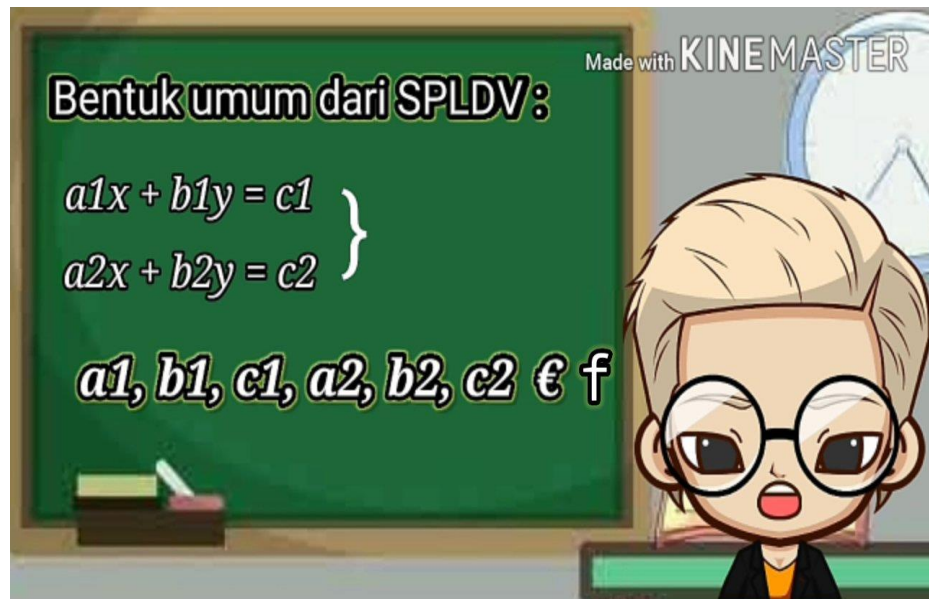 Made with KINEMASTER
Bentuk umum dari SPLDV :
a1x + b1y = c1
a2x + b2y = c2
}
a1, b1, c1, a2, b2, c2 € f